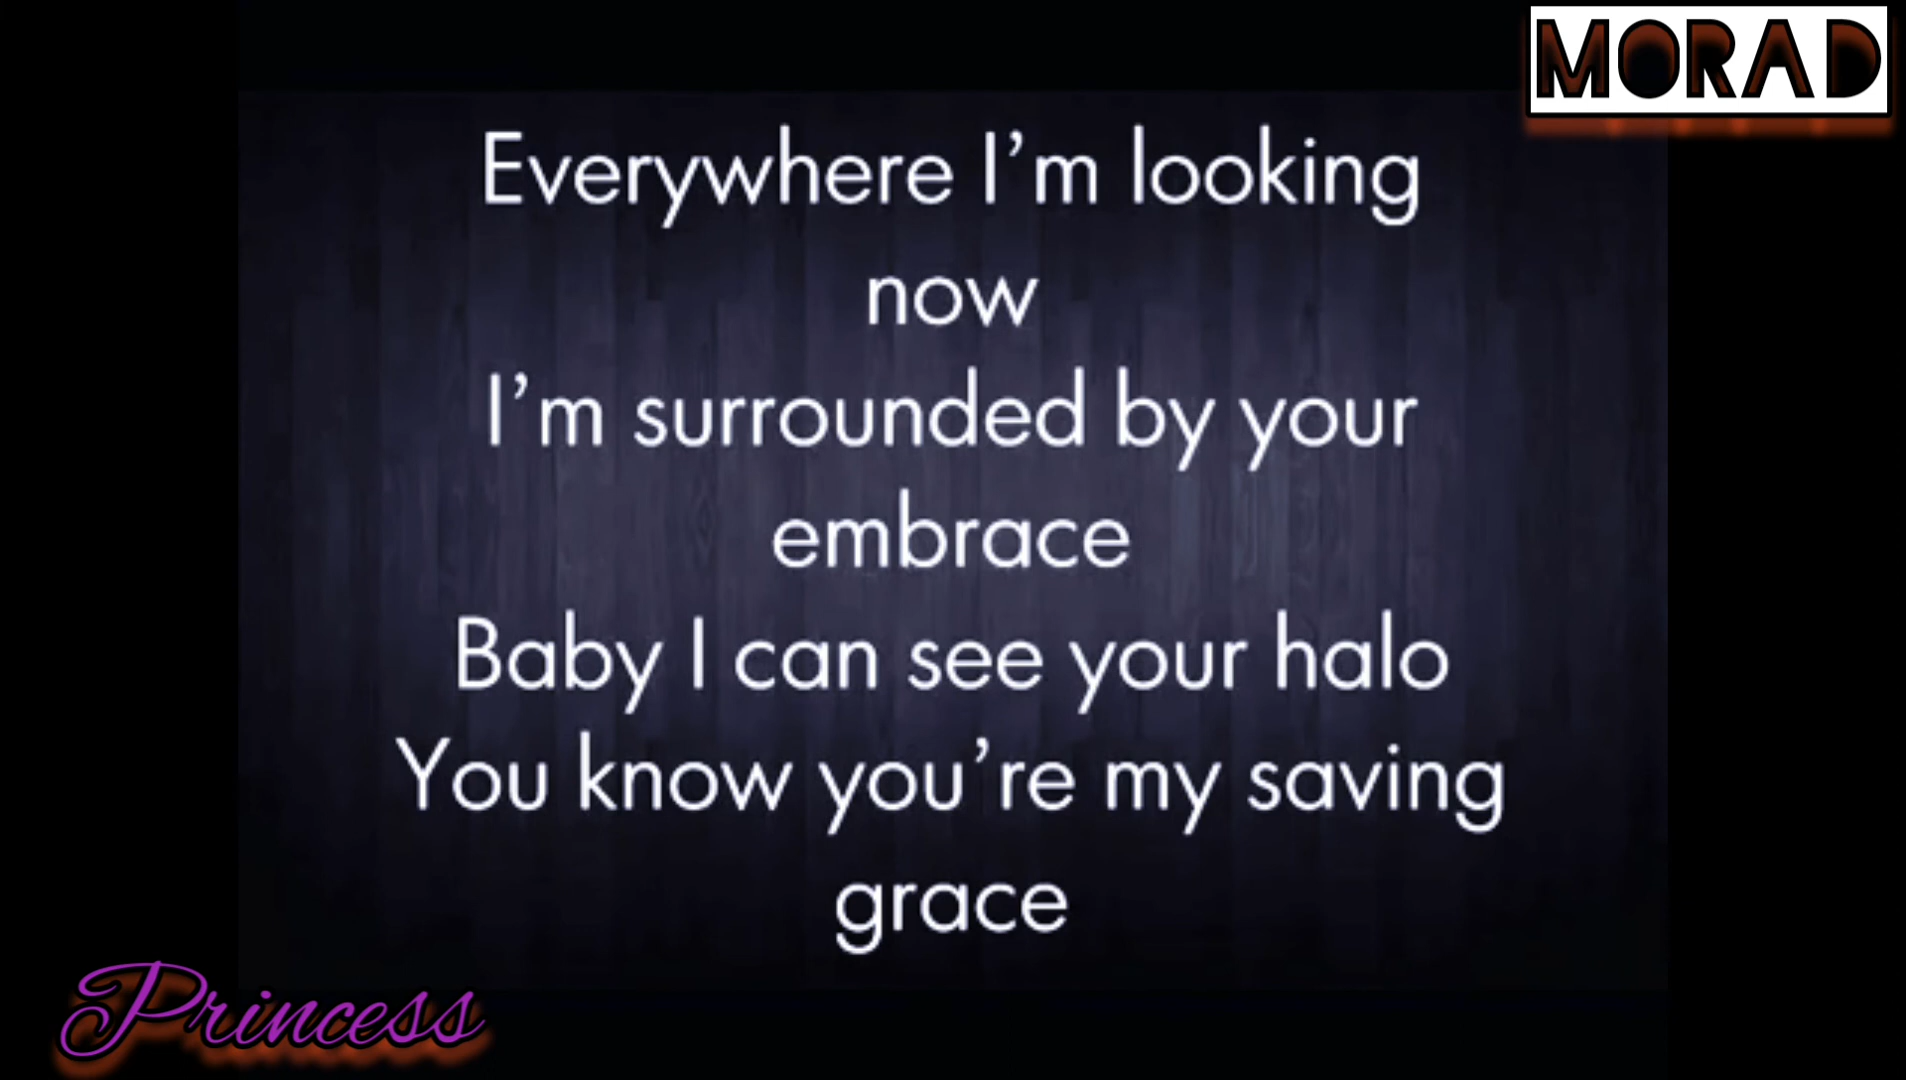 MORAD
Everywhere I’m looking
now
I’m surrounded by your
embrace
Baby I can see your halo
You know you’re my saving
grace
Princess